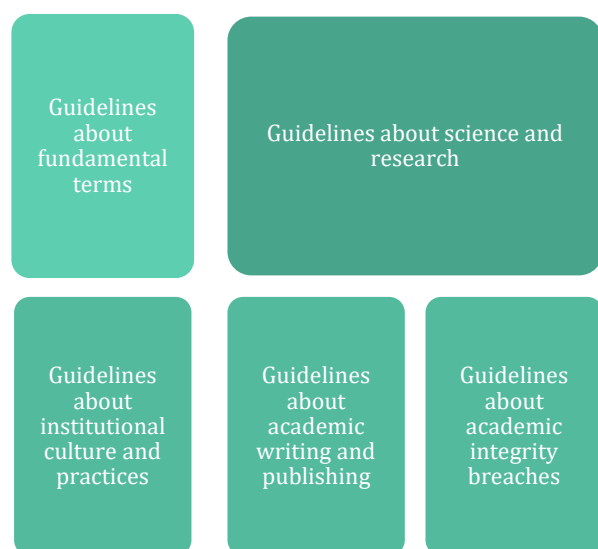 Guidelines
about
fundamental
terms
Guidelines about science and
research
Guidelines
about
institutional
culture and
practices
Guidelines
about
academic
writing and
publishing
Guidelines
about
academic
integrity
breaches